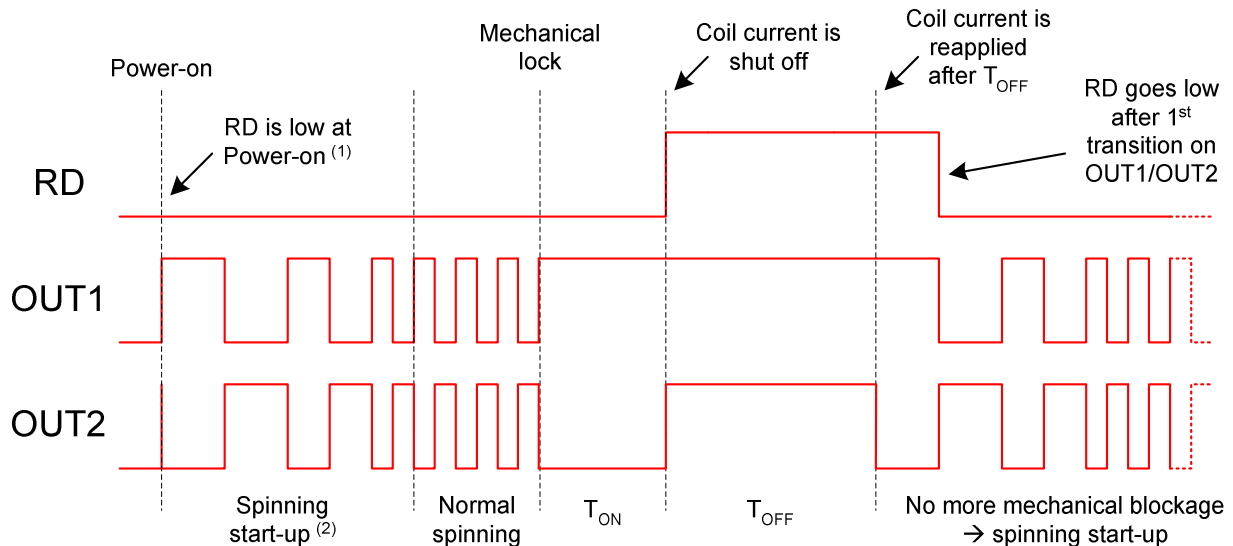 Power-on
Mechanical
lock
Coil current is
shut off
Coil current is
reapplied
after TOFF
RD is low at
Power-on (1)
RD goes low
after 1st
transition on
OUT1/OUT2
RD
OUT1
OUT2
Spinning
start-up (2)
Normal
spinning
TON
TOFF
No more mechanical blockage
→ spinning start-up